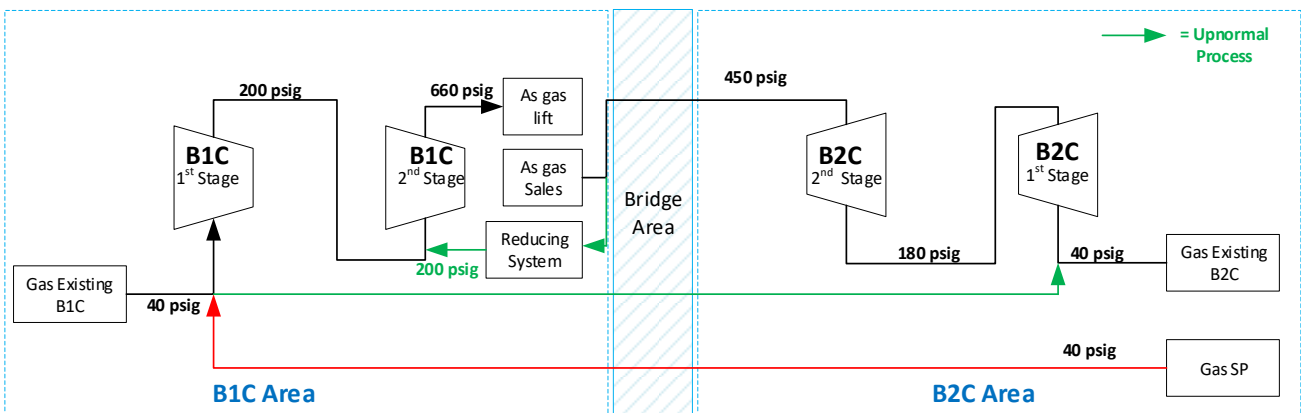 = Upnormal
Process
200 psig
660 psig
As gas
lift
450 psig
B1C
1st Stage
B1C
2nd Stage
As gas
Sales
B2C
2nd Stage
B2C
1st Stage
Bridge
Area
Reducing
System
200 psig
180 psig
40 psig
Gas Existing
B1C
40 psig
Gas Existing
B2C
40 psig
Gas SP
B1C Area
B2C Area